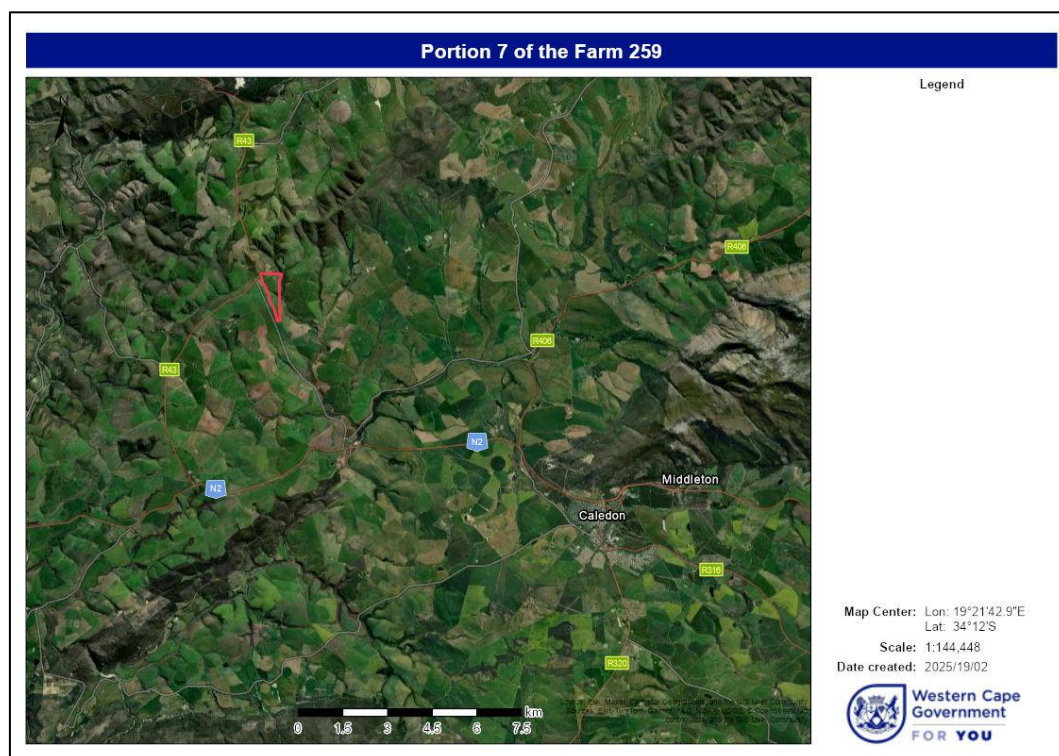 Portion 7 of the Farm 259
Legend
N
R43
R406
R406
R43
N2
N2
Middleton
Caledon
R316
R320
km
0 1.5 3 4.5 6 7.5
Map Center: Lon: 19°21'42.9"E
Lat: 34°12'S
Scale: 1:144,448
Date created: 2025/19/02
Western Cape
Government
FOR YOU